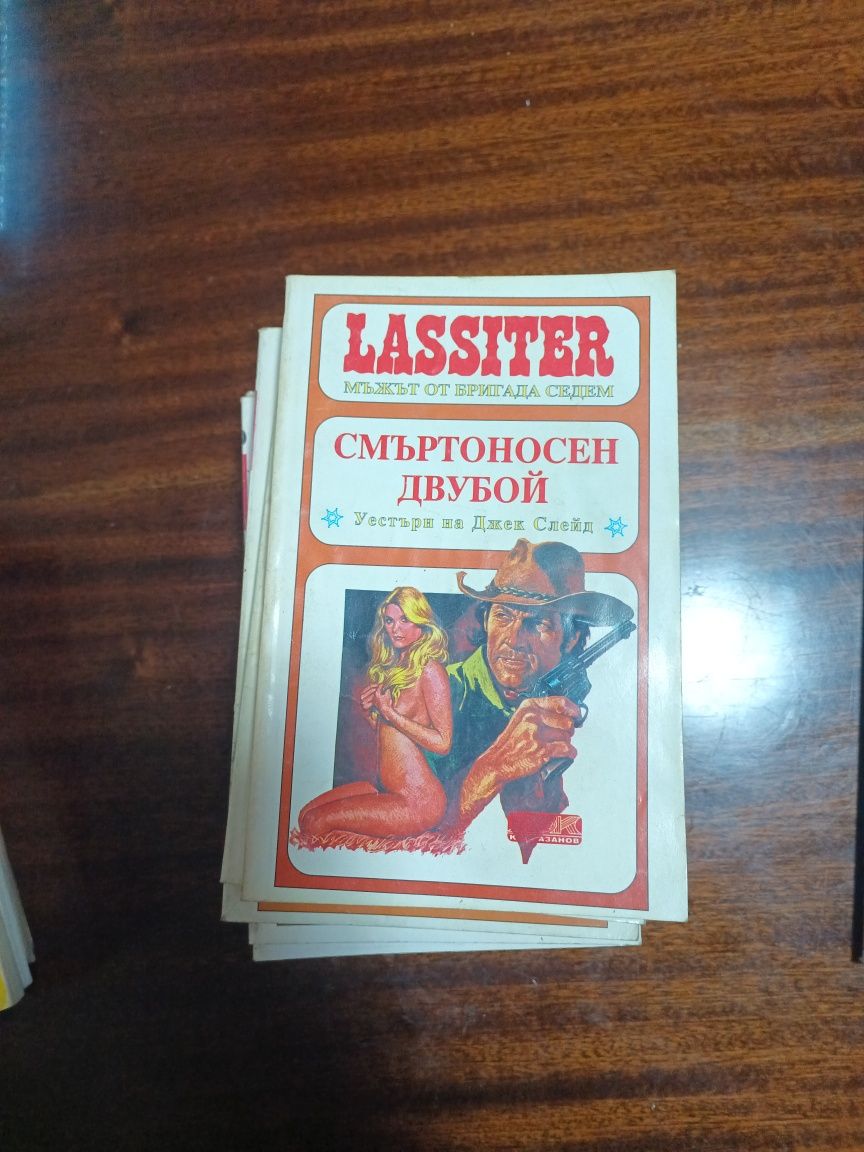 LASSITER
МЪЖЪТ ОТ БРИГАДА СЕДЕМ
СМЪРТОНОСЕН
ДВУБОЙ
Уестърн на Джек Слейд